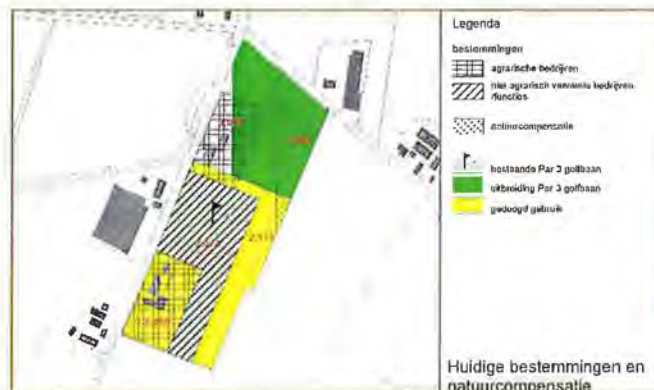 Legenda
bestemmingen
agrarische bedrijven
niet agrarisch verwante bedrijven
functies
natuurcompensatie
bestaande Par 3 golfbaan
uitbreiding Par 3 golfbaan
gedoogd gebruik
Huidige bestemmingen en
natuurcompensatie